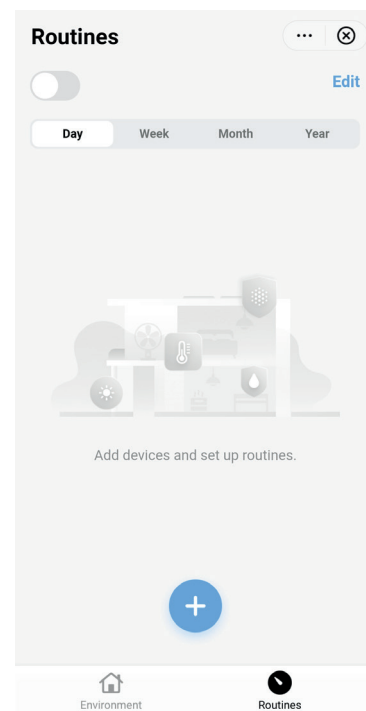 Routines
Edit
Day
Week
Month
Year
Add devices and set up routines.
Environment
Routines